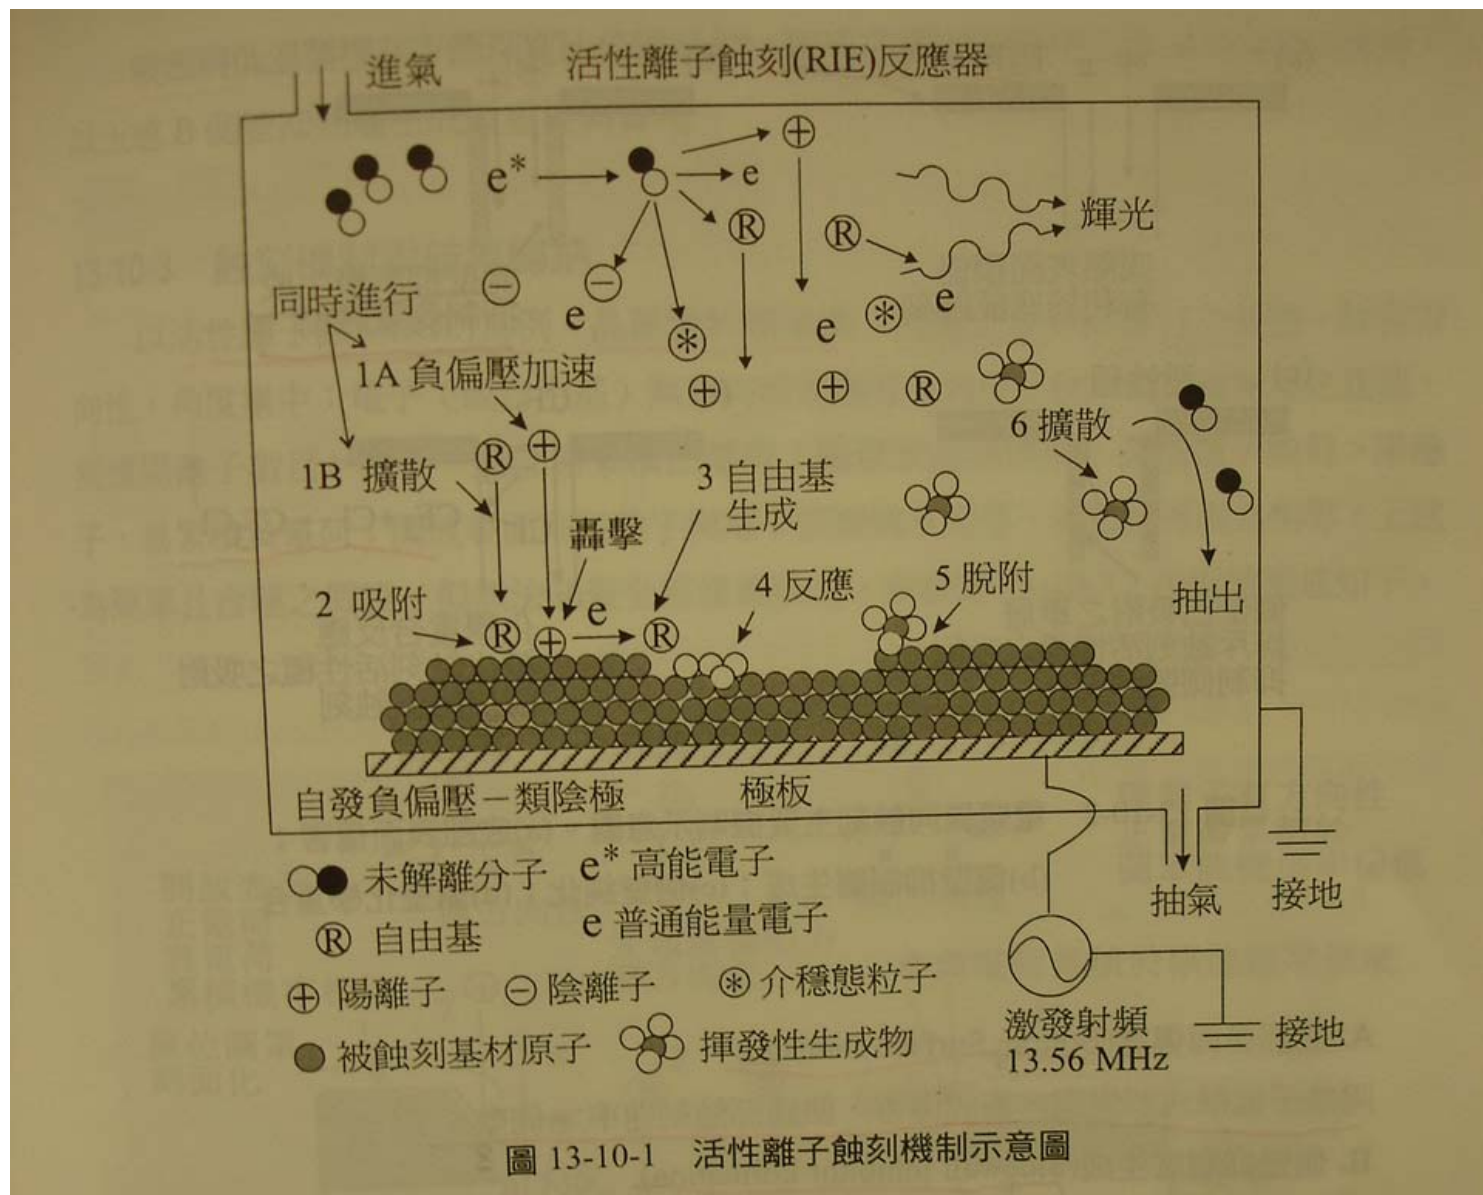 進氣
活性離子蝕刻(RIE)反應器
e*
e
R
R
輝光
同時進行
e
e
e
1A 負偏壓加速
R
6 擴散
1B 擴散
R
3 自由基
生成
轟擊
4 反應
5 脫附
抽出
2 吸附
R
e
R
自發負偏壓－類陰極
極板
未解離分子
e* 高能電子
抽氣
接地
R 自由基
e 普通能量電子
陽離子
陰離子
介穩態粒子
激發射頻
13.56 MHz
接地
被蝕刻基材原子
揮發性生成物
圖 13-10-1 活性離子蝕刻機制示意圖